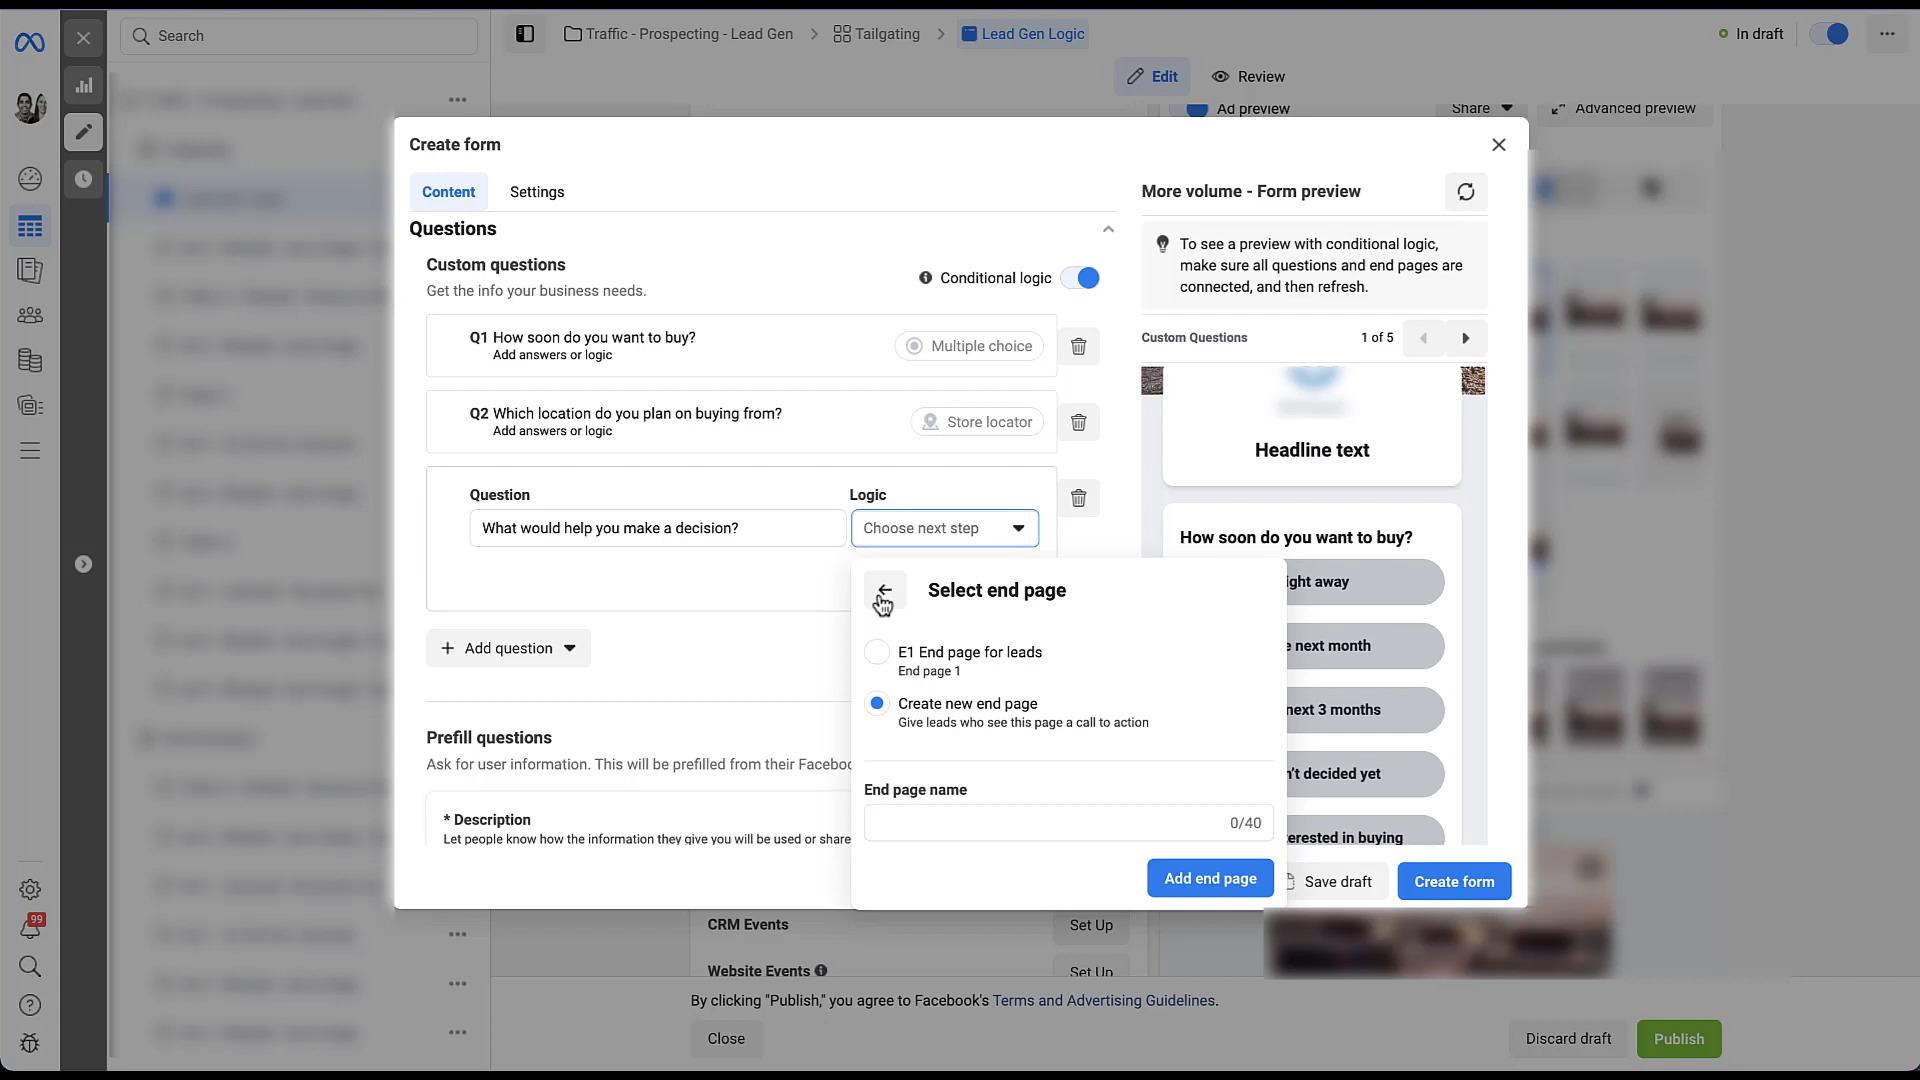 Search
Traffic - Prospecting - Lead Gen
Tailgating
Lead Gen Logic
In draft
Edit
Review
Ad preview
Share
Advanced preview
Create form
Content
Settings
More volume - Form preview
Questions
To see a preview with conditional logic,
make sure all questions and end pages are
connected, and then refresh.
Custom questions
Get the info your business needs.
Conditional logic
Q1 How soon do you want to buy?
Add answers or logic
Multiple choice
Custom Questions
1 of 5
Q2 Which location do you plan on buying from?
Add answers or logic
Store locator
Headline text
Question
Logic
What would help you make a decision?
Choose next step
How soon do you want to buy?
ight away
Select end page
E1 End page for leads
End page 1
e next month
Add question
Create new end page
Give leads who see this page a call to action
next 3 months
Prefill questions
Ask for user information. This will be prefilled from their Faceboo
't decided yet
End page name
0/40
* Description
Let people know how the information they give you will be used or share
erested in buying
Add end page
Save draft
Create form
99
CRM Events
Set Up
Website Events
Set Up
By clicking "Publish," you agree to Facebook's Terms and Advertising Guidelines.
Close
Discard draft
Publish